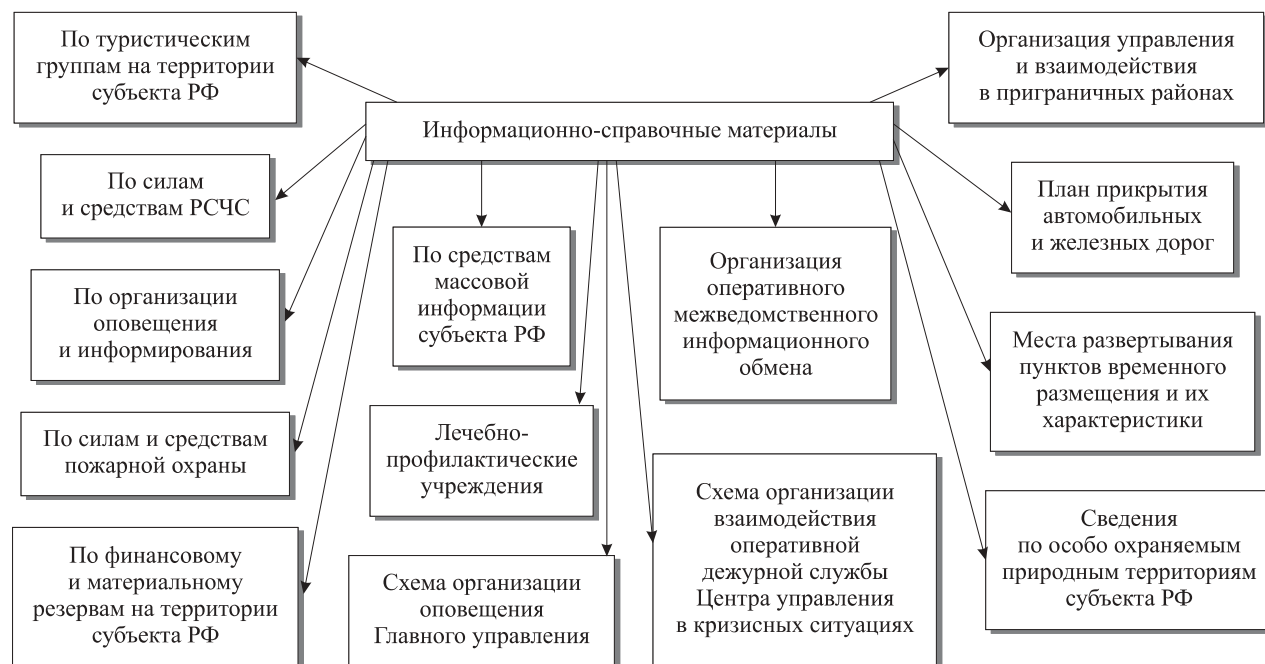 По туристическим
группам на территории
субъекта РФ
Организация управления
и взаимодействия
в приграничных районах
Информационно-справочные материалы
По силам
и средствам РСЧС
План прикрытия
автомобильных
и железных дорог
По организации
оповещения
и информирования
По средствам
массовой
информации
субъекта РФ
Организация
оперативного
межведомственного
информационного
обмена
Места развертывания
пунктов временного
размещения и их
характеристики
По силам и средствам
пожарной охраны
Лечебно-
профилактические
учреждения
Схема организации
взаимодействия
оперативной
дежурной службы
Центра управления
в кризисных ситуациях
Сведения
по особо охраняемым
природным территориям
субъекта РФ
По финансовому
и материальному
резервам на территории
субъекта РФ
Схема организации
оповещения
Главного управления